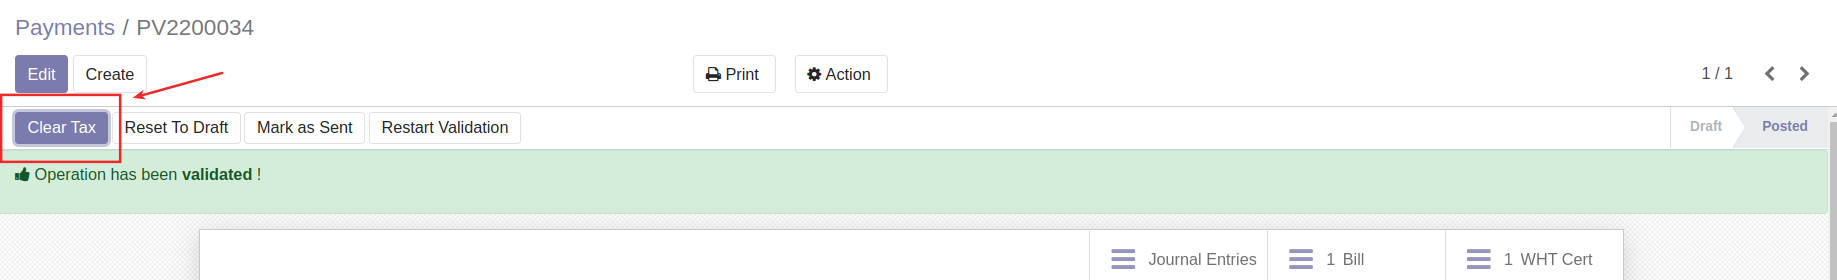 Payments / PV2200034
Edit Create Print Action 1 / 1
Clear Tax Reset To Draft Mark as Sent Restart Validation Draft Posted
Operation has been validated !
Journal Entries 1 Bill 1 WHT Cert